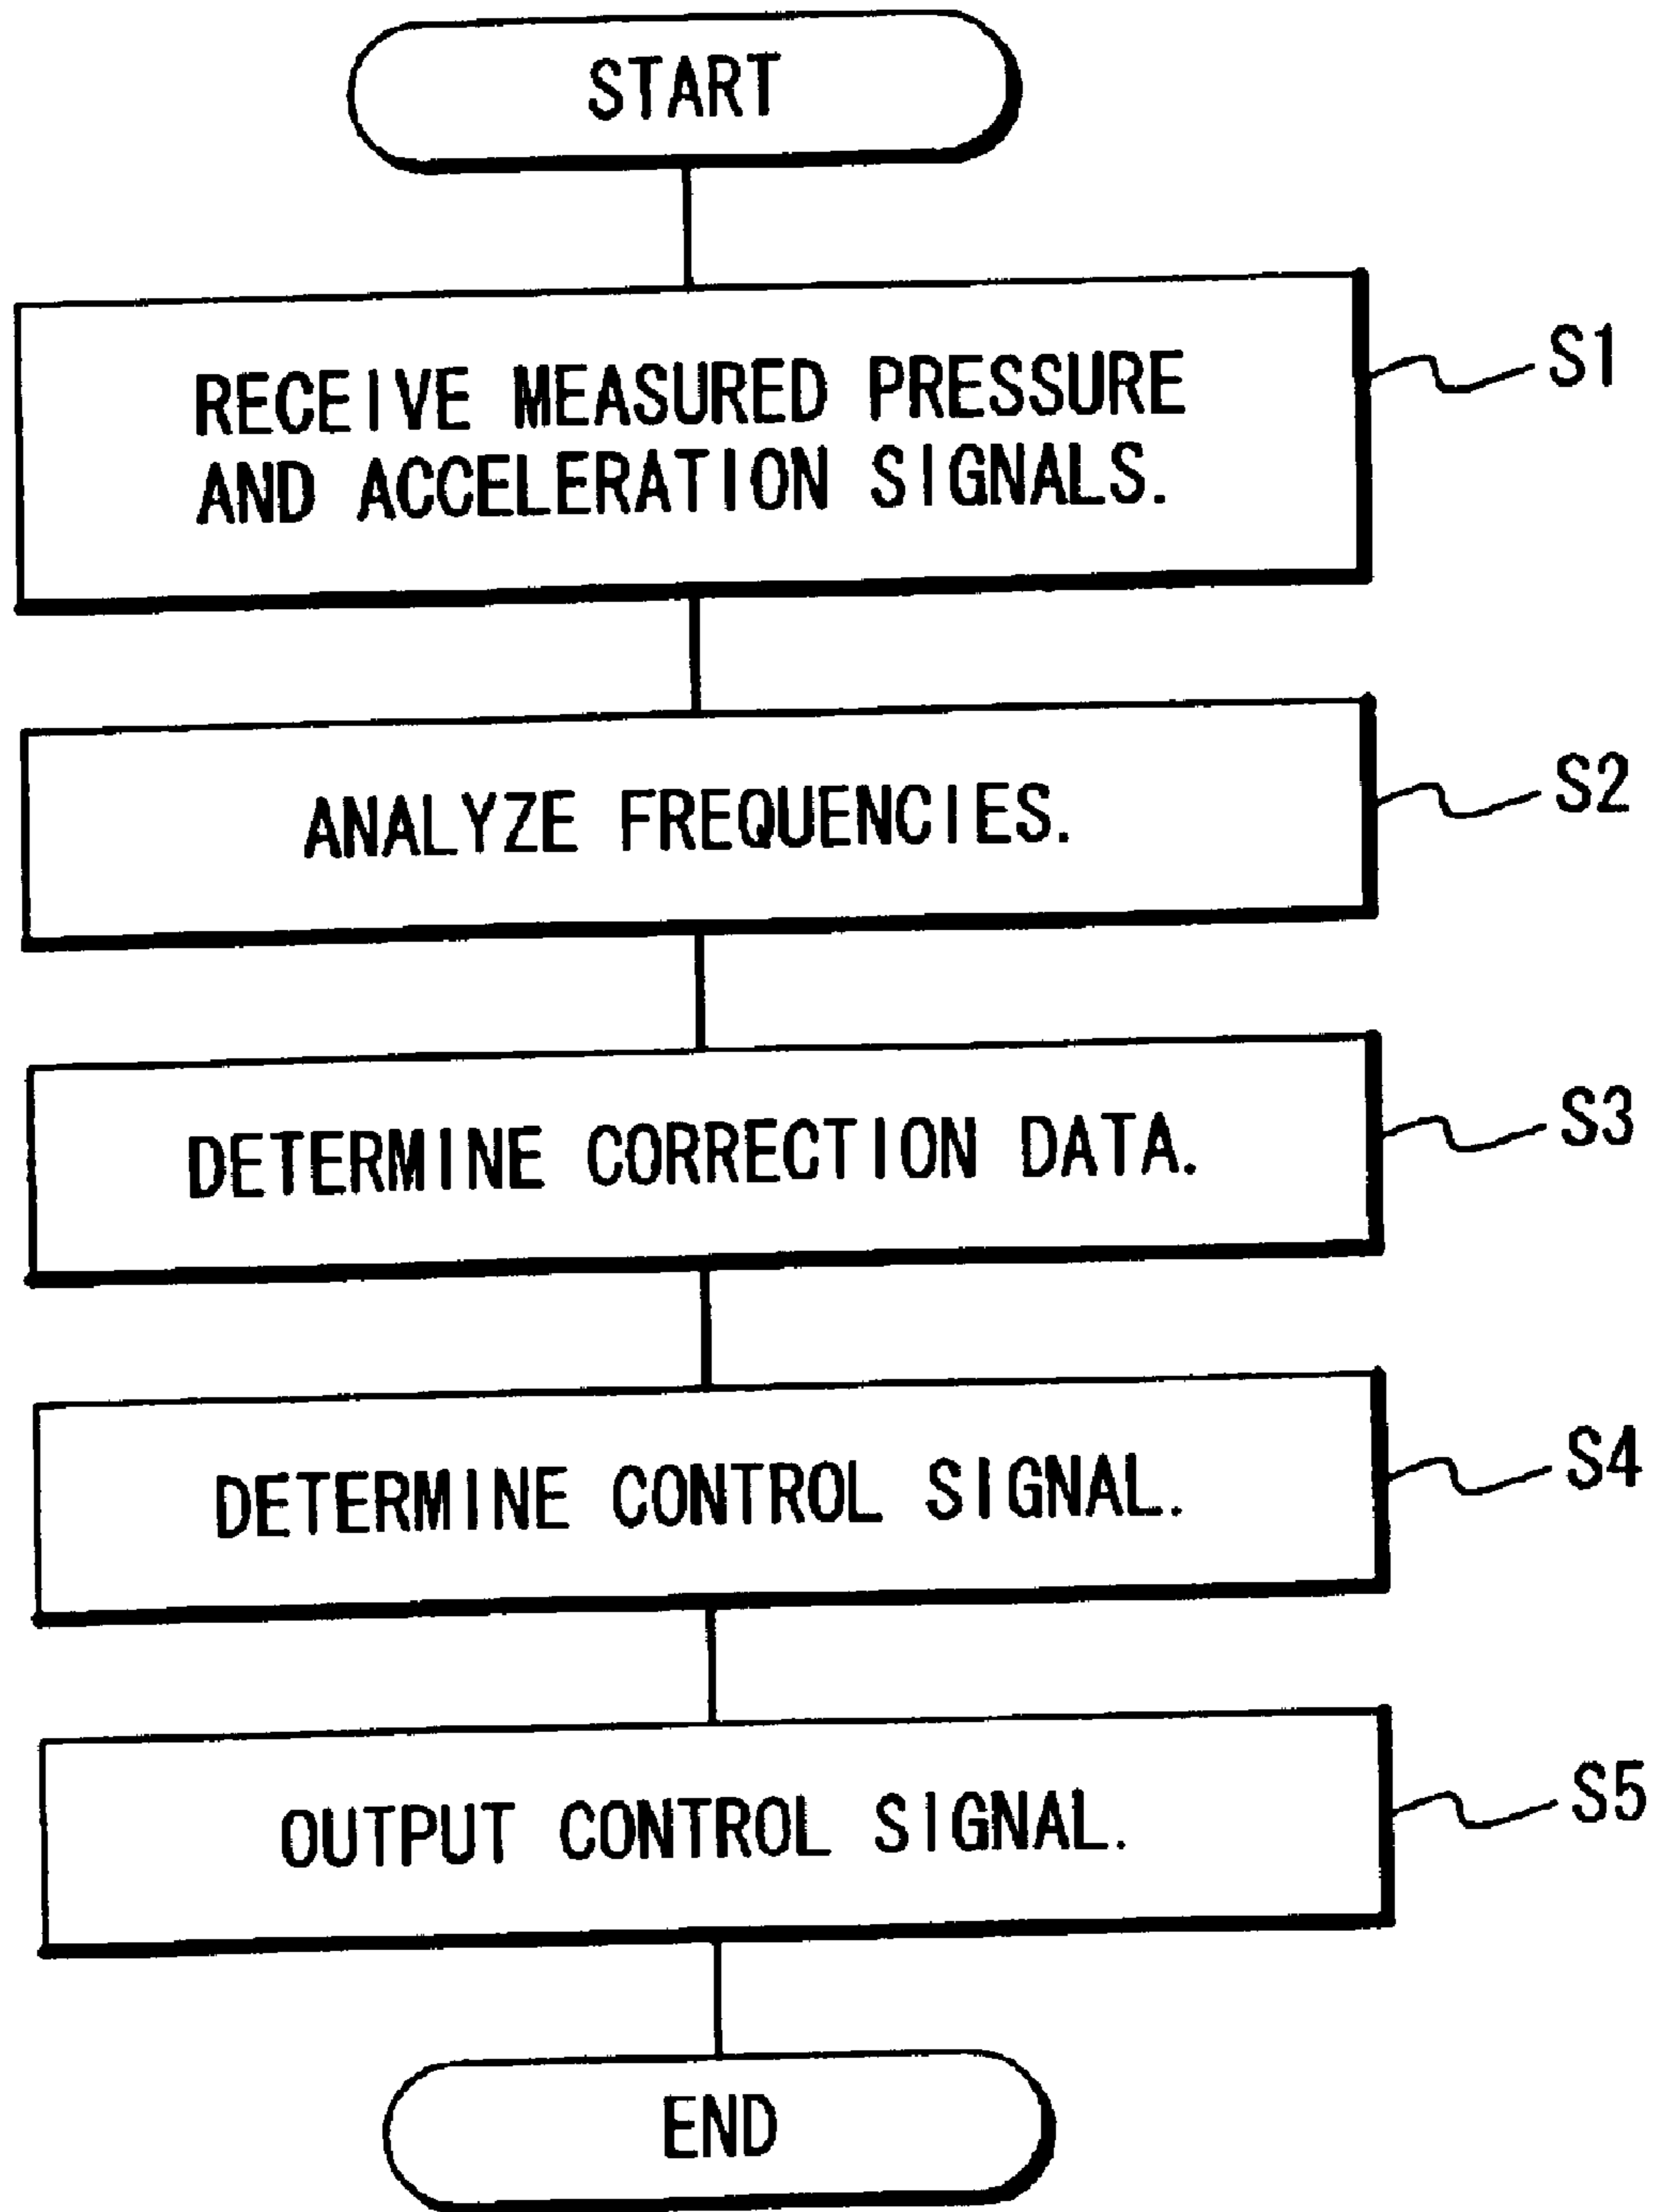 START
RECEIVE MEASURED PRESSURE
AND ACCELERATION SIGNALS.
S1
ANALYZE FREQUENCIES.
S2
DETERMINE CORRECTION DATA.
S3
DETERMINE CONTROL SIGNAL.
S4
OUTPUT CONTROL SIGNAL.
S5
END